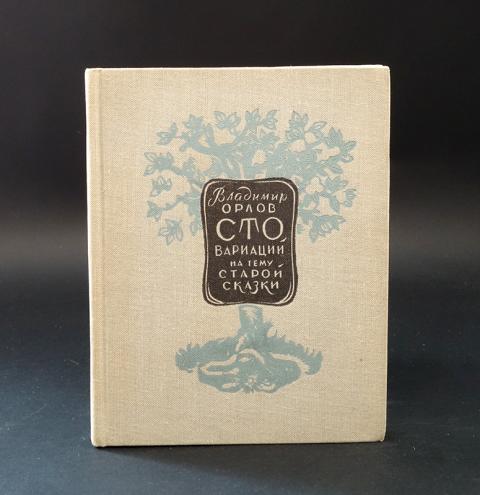 Владимир
ОРЛОВ
СТО
ВАРИАЦИЙ
НА ТЕМУ
СТАРОЙ
СКАЗКИ